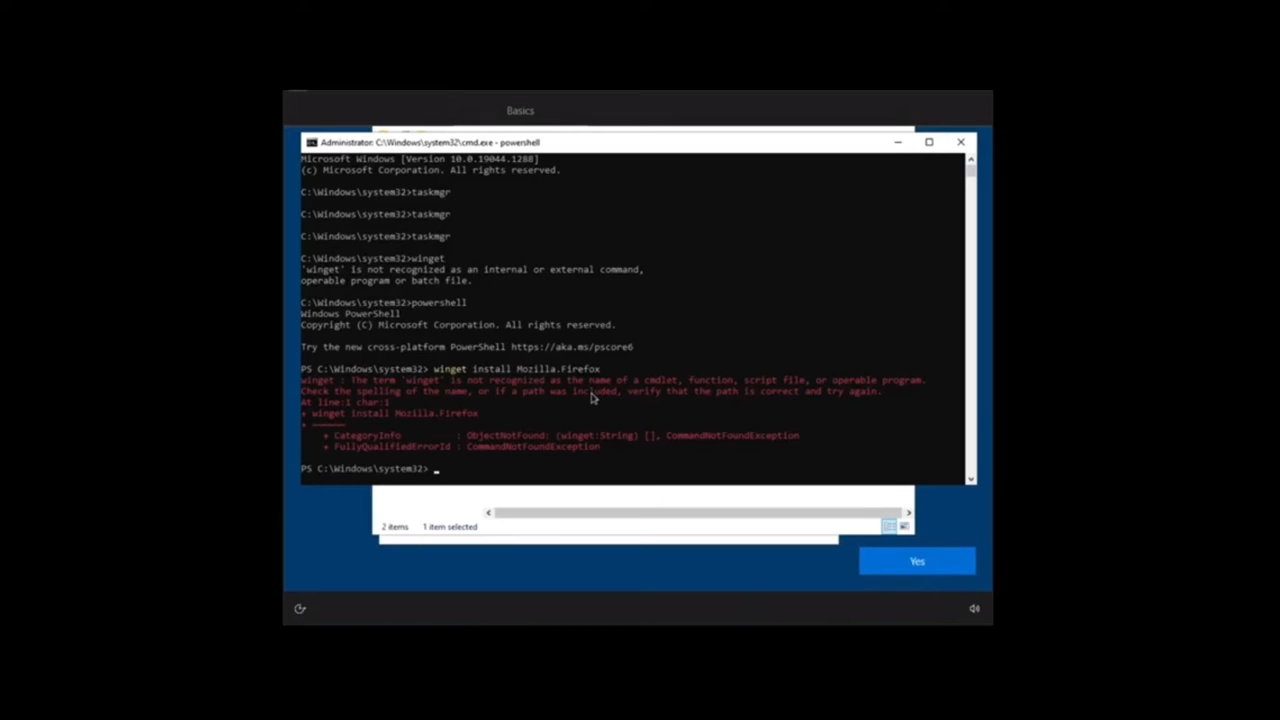 Basics
Administrator: C:\Windows\system32\cmd.exe - powershell
Microsoft Windows [Version 10.0.19044.1288]
(c) Microsoft Corporation. All rights reserved.
C:\Windows\system32>taskmgr
C:\Windows\system32>taskmgr
C:\Windows\system32>taskmgr
C:\Windows\system32>winget
'winget' is not recognized as an internal or external command,
operable program or batch file.
C:\Windows\system32>powershell
Windows PowerShell
Copyright (C) Microsoft Corporation. All rights reserved.
Try the new cross-platform PowerShell https://aka.ms/pscore6
PS C:\Windows\system32> winget install Mozilla.Firefox
winget : The term 'winget' is not recognized as the name of a cmdlet, function, script file, or operable program.
Check the spelling of the name, or if a path was included, verify that the path is correct and try again.
At line:1 char:1
+ winget install Mozilla.Firefox
+ ~~~~~~
+ CategoryInfo : ObjectNotFound: (winget:String) [], CommandNotFoundException
+ FullyQualifiedErrorId : CommandNotFoundException
PS C:\Windows\system32> _
2 items 1 item selected
Yes